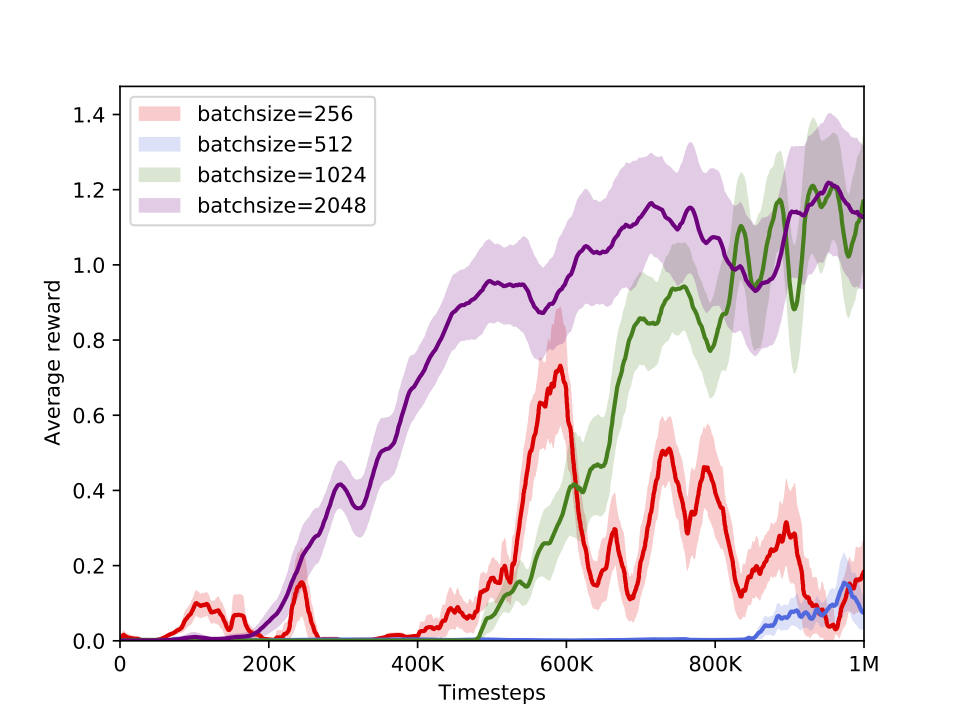 batchsize=256
batchsize=512
batchsize=1024
batchsize=2048
Average reward
1.4
1.2
1.0
0.8
0.6
0.4
0.2
0.0
0 200K 400K 600K 800K 1M
Timesteps